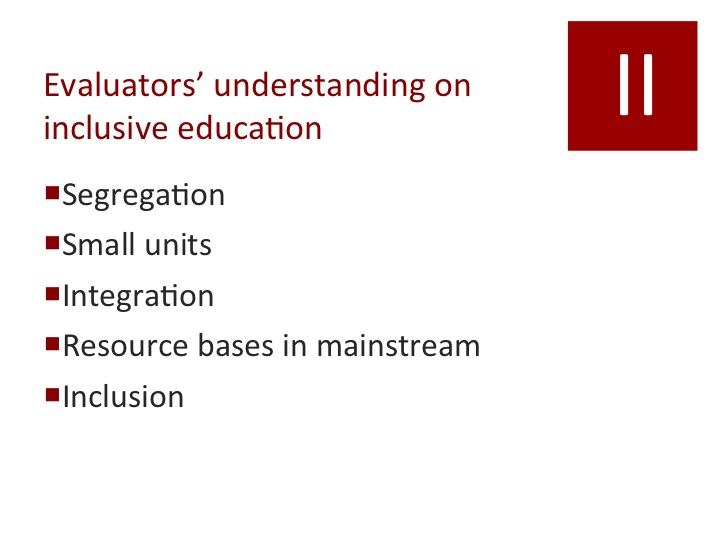 Evaluators’ understanding on
inclusive education
II
▪Segregation
▪Small units
▪Integration
▪Resource bases in mainstream
▪Inclusion